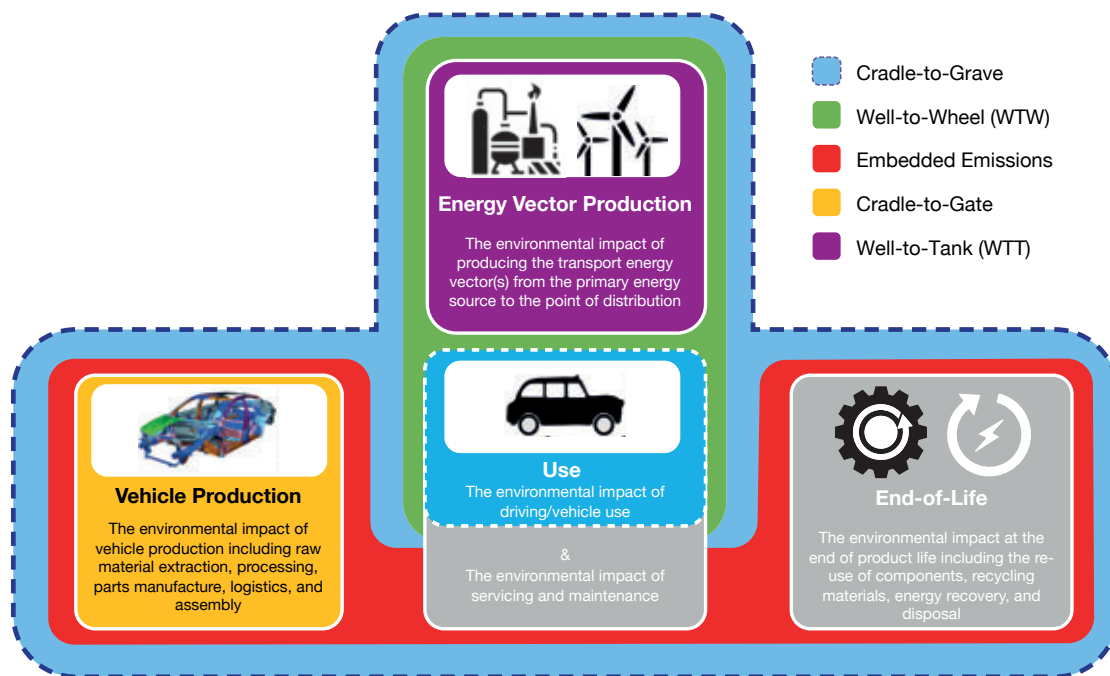 Cradle-to-Grave
Well-to-Wheel (WTW)
Embedded Emissions
Cradle-to-Gate
Well-to-Tank (WTT)
Energy Vector Production
The environmental impact of
producing the transport energy
vector(s) from the primary energy
source to the point of distribution
Vehicle Production
The environmental impact of
vehicle production including raw
material extraction, processing,
parts manufacture, logistics, and
assembly
Use
The environmental impact of
driving/vehicle use
&
The environmental impact of
servicing and maintenance
End-of-Life
The environmental impact at the
end of product life including the re-
use of components, recycling
materials, energy recovery, and
disposal